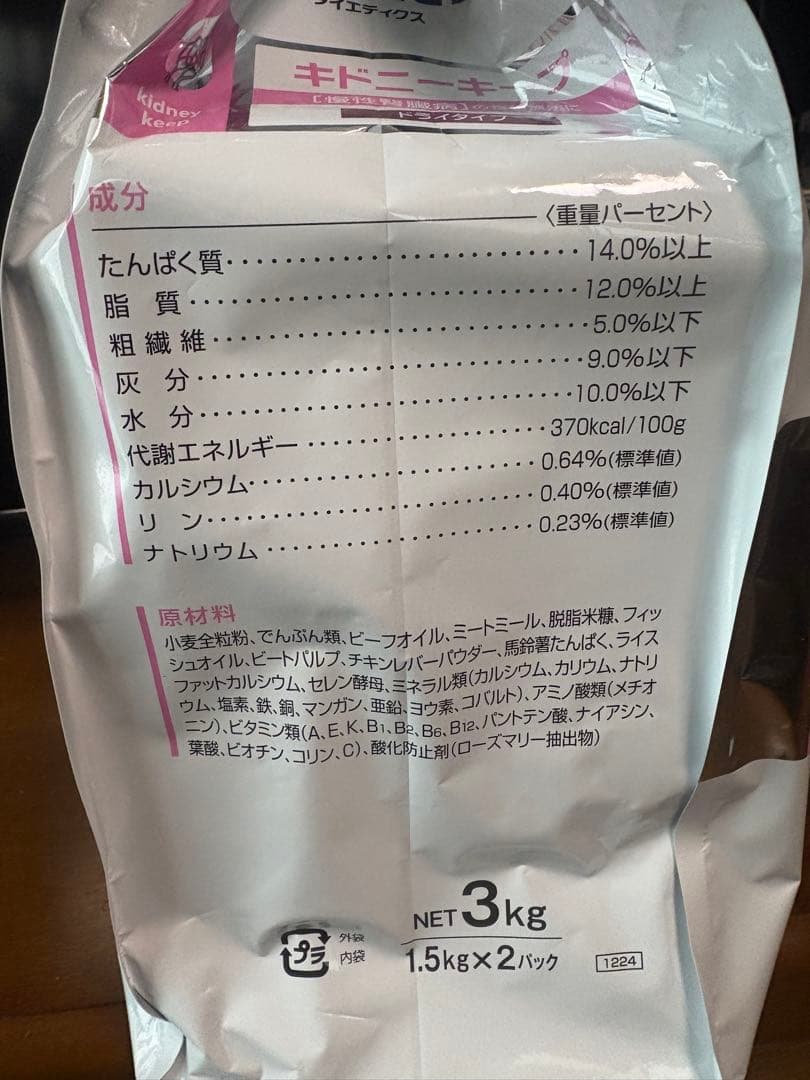 ダイエティクス
キドニーキープ
kidney
keep
[慢性腎臓病]
ドライタイプ
成分
〈重量パーセント〉
たんぱく質・・・・・・・・・・・・・・・・・・・・・・・・14.0%以上
脂 質・・・・・・・・・・・・・・・・・・・・・・・・・・12.0%以上
粗 繊 維・・・・・・・・・・・・・・・・・・・・・・・・・5.0%以下
灰 分・・・・・・・・・・・・・・・・・・・・・・・・・・9.0%以下
水 分・・・・・・・・・・・・・・・・・・・・・・・・・10.0%以下
代謝エネルギー・・・・・・・・・・・・・・・・370kcal/100g
カルシウム・・・・・・・・・・・・・・・・・・・0.64%(標準値)
リ ン・・・・・・・・・・・・・・・・・・・・・・0.40%(標準値)
ナトリウム・・・・・・・・・・・・・・・・・・0.23%(標準値)
原材料
小麦全粒粉、でんぷん類、ビーフオイル、ミートミール、脱脂米糠、フィッ
シュオイル、ビートパルプ、チキンレバーパウダー、馬鈴薯たんぱく、ライス
ファットカルシウム、セレン酵母、ミネラル類(カルシウム、カリウム、ナトリ
ウム、塩素、鉄、銅、マンガン、亜鉛、ヨウ素、コバルト)、アミノ酸類(メチオ
ニン)、ビタミン類(A、E、K、B1、B2、B6、B12、パントテン酸、ナイアシン、
葉酸、ビオチン、コリン、C)、酸化防止剤(ローズマリー抽出物)
NET 3kg
1.5kg×2パック
プラ
外袋
内袋
1224